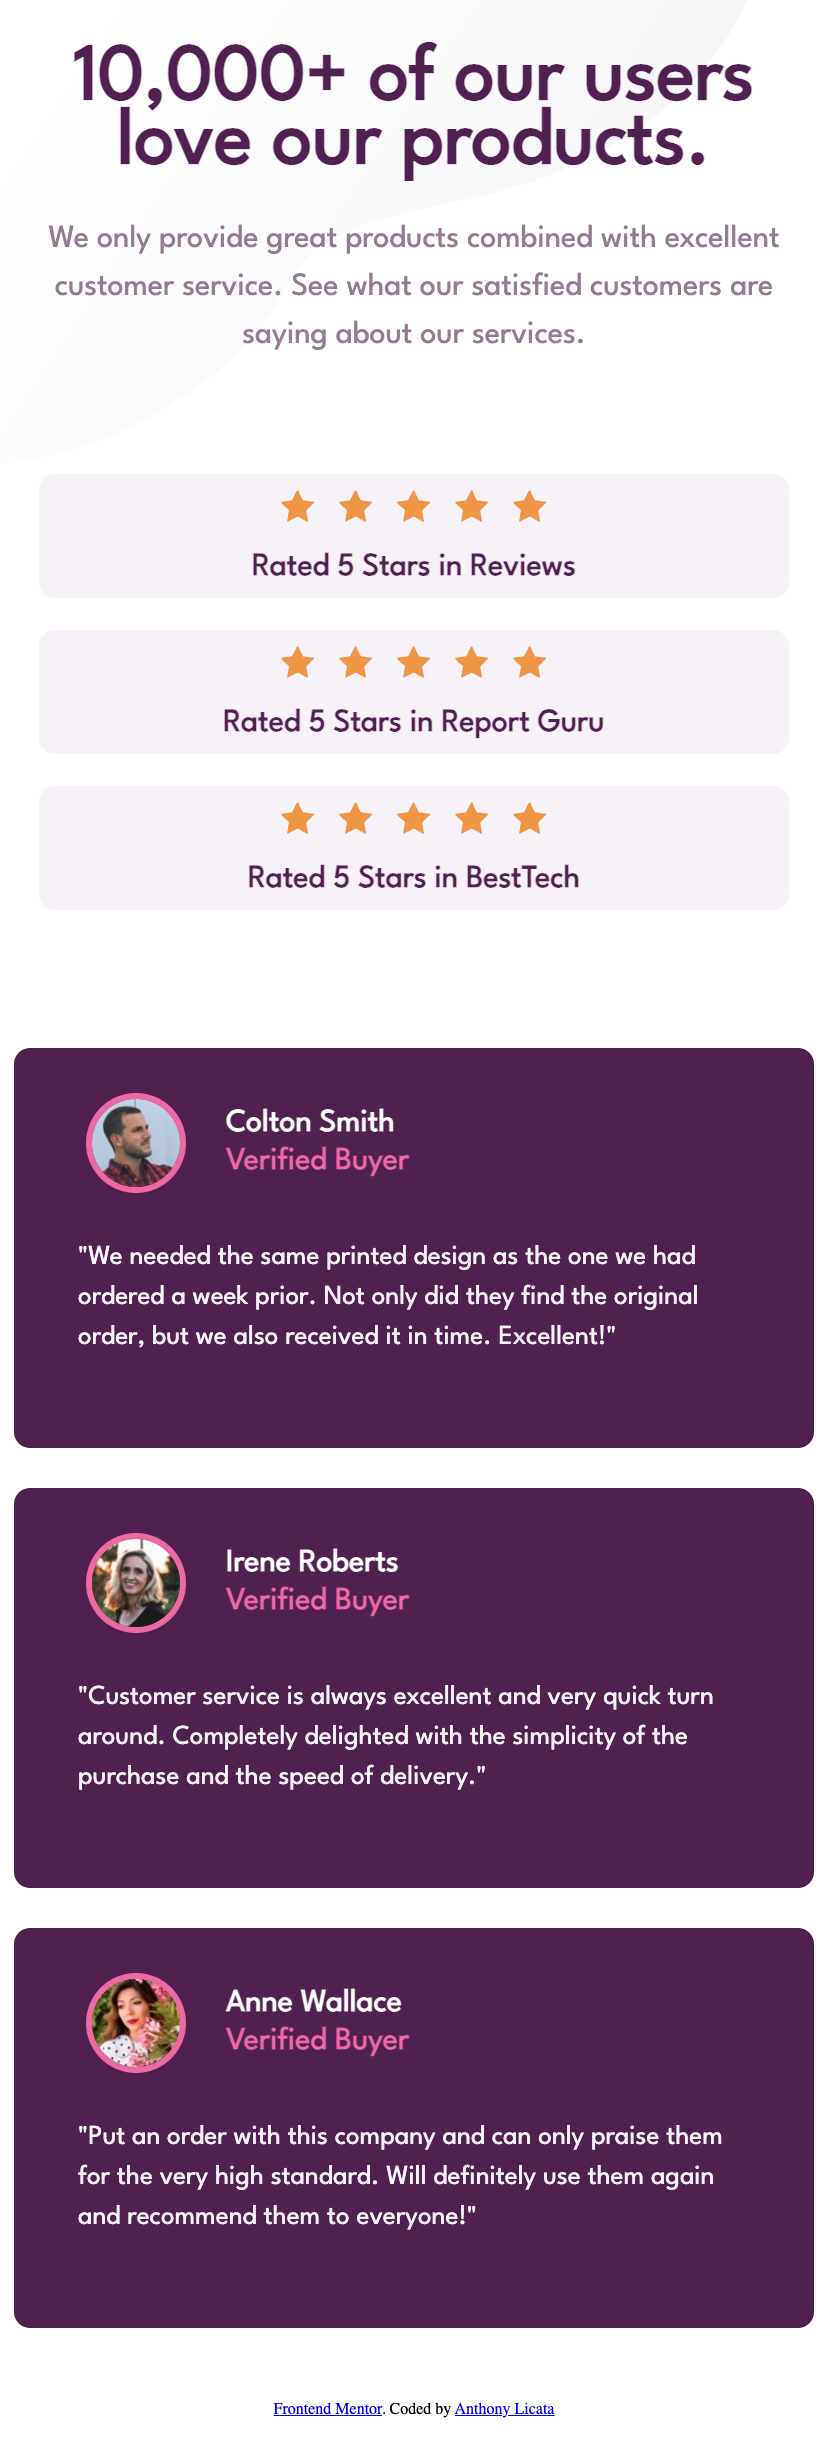 10,000+ of our users
love our products.
We only provide great products combined with excellent
customer service. See what our satisfied customers are
saying about our services.
Rated 5 Stars in Reviews
Rated 5 Stars in Report Guru
Rated 5 Stars in BestTech
Colton Smith
Verified Buyer
"We needed the same printed design as the one we had
ordered a week prior. Not only did they find the original
order, but we also received it in time. Excellent!"
Irene Roberts
Verified Buyer
"Customer service is always excellent and very quick turn
around. Completely delighted with the simplicity of the
purchase and the speed of delivery."
Anne Wallace
Verified Buyer
"Put an order with this company and can only praise them
for the very high standard. Will definitely use them again
and recommend them to everyone!"
Frontend Mentor. Coded by Anthony Licata